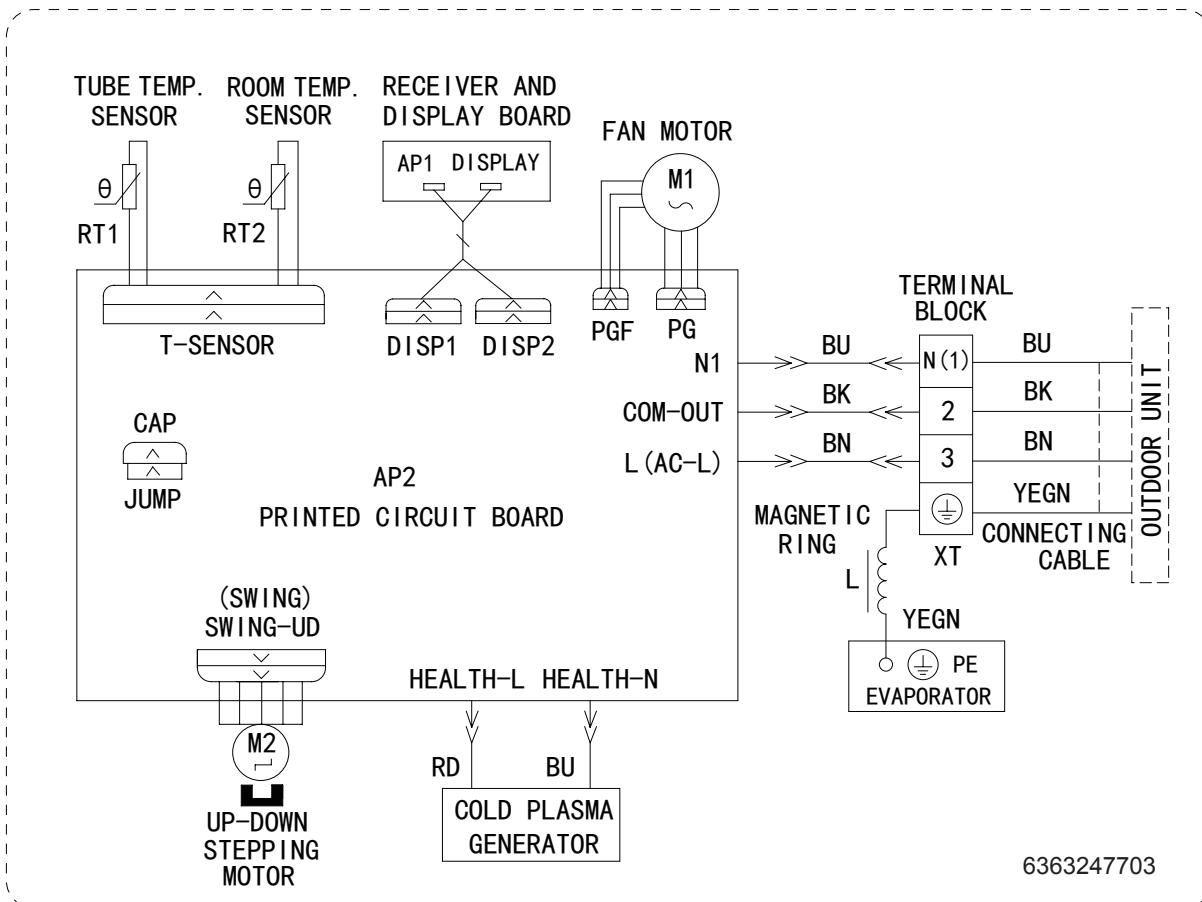 TUBE TEMP.
SENSOR
ROOM TEMP.
SENSOR
RECEIVER AND
DISPLAY BOARD
AP1 DISPLAY
FAN MOTOR
M1
θ
RT1
θ
RT2
T-SENSOR
DISP1
DISP2
PGF
PG
TERMINAL
BLOCK
N1
BU
N(1)
BU
COM-OUT
BK
2
BK
L(AC-L)
BN
3
BN
YEGN
OUTDOOR UNIT
CAP
JUMP
AP2
PRINTED CIRCUIT BOARD
MAGNETIC
RING
L
XT
CONNECTING
CABLE
YEGN
PE
EVAPORATOR
(SWING)
SWING-UD
HEALTH-L
HEALTH-N
M2
RD
BU
UP-DOWN
STEPPING
MOTOR
COLD PLASMA
GENERATOR
6363247703